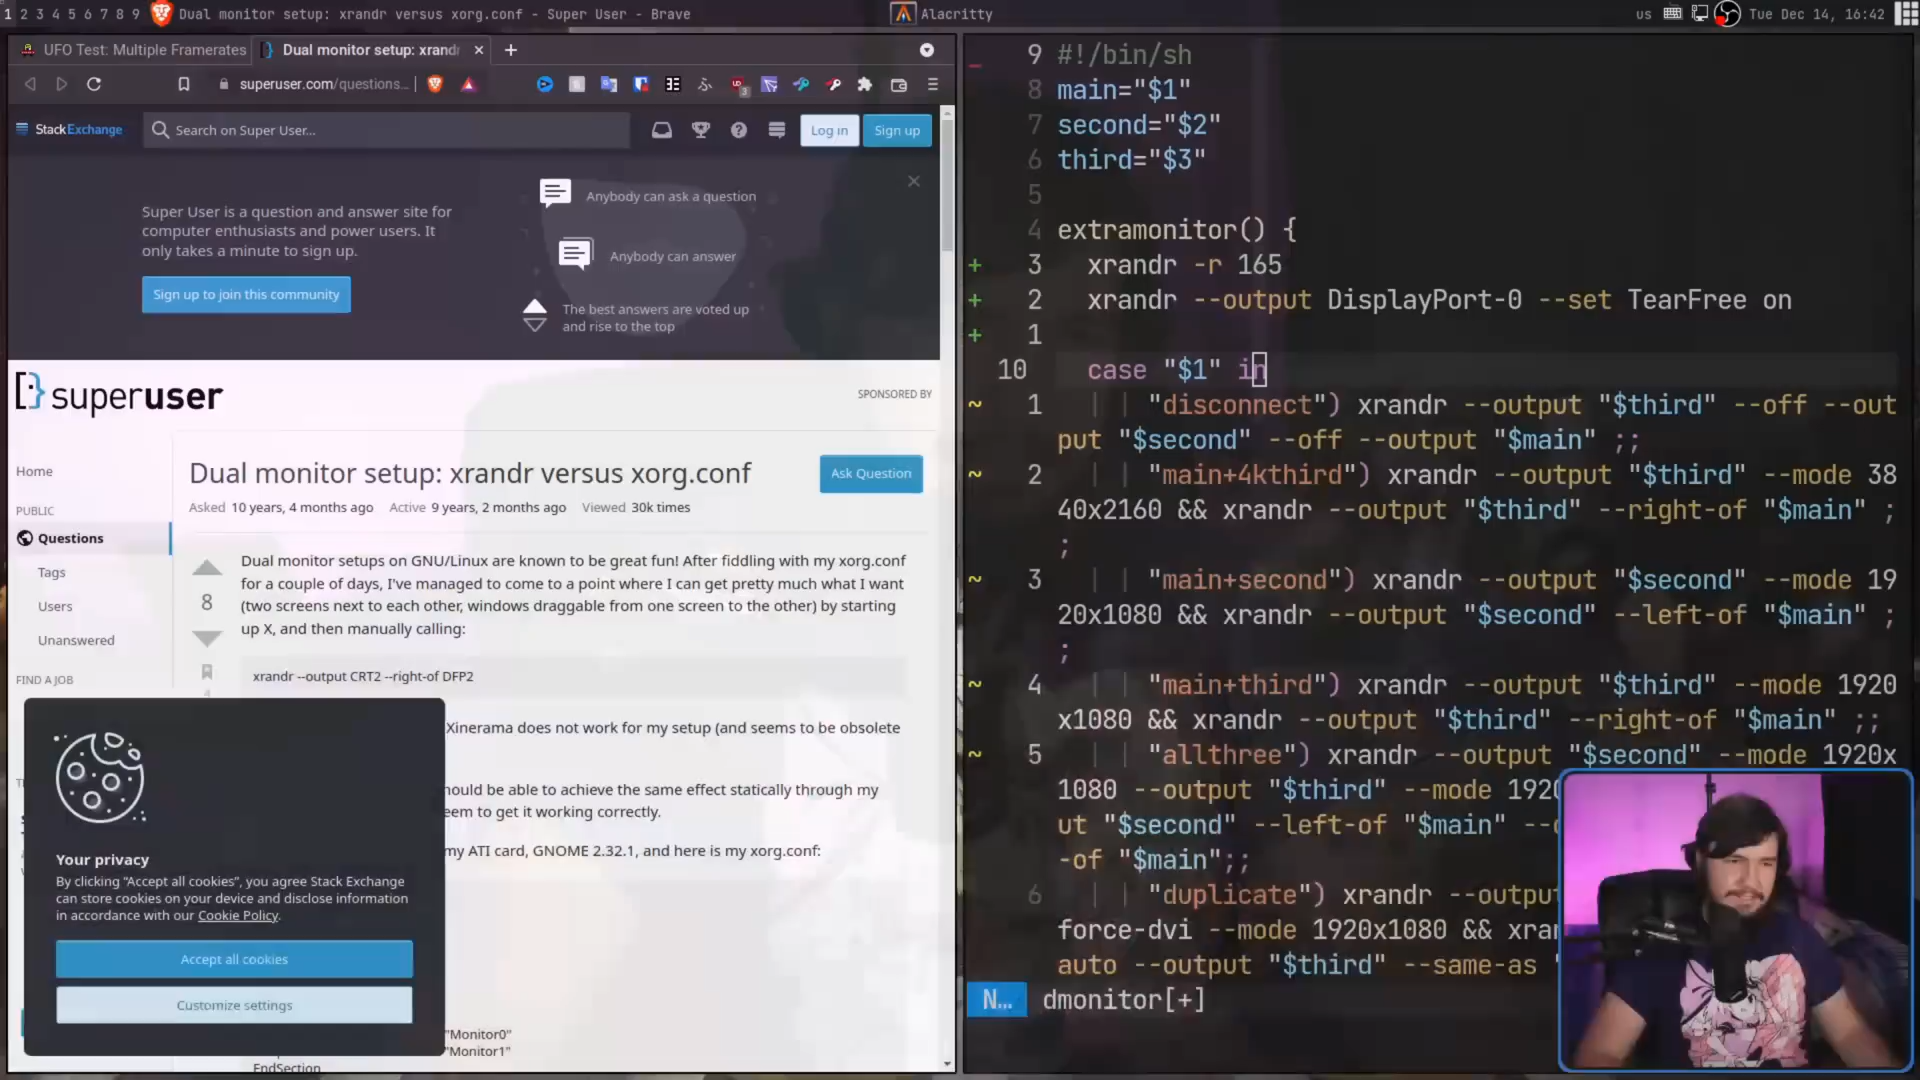 1 2 3 4 5 6 7 8 9 Dual monitor setup: xrandr versus xorg.conf - Super User - Brave
Alacritty
us Tue Dec 14, 16:42
UFO Test: Multiple Framerates
Dual monitor setup: xrandr
superuser.com/questions...
3
StackExchange
Search on Super User...
Log in
Sign up
Super User is a question and answer site for
computer enthusiasts and power users. It
only takes a minute to sign up.
Sign up to join this community
Anybody can ask a question
Anybody can answer
The best answers are voted up
and rise to the top
superuser
SPONSORED BY
Home
PUBLIC
Questions
Tags
Users
Unanswered
FIND A JOB
Dual monitor setup: xrandr versus xorg.conf
Ask Question
Asked 10 years, 4 months ago Active 9 years, 2 months ago Viewed 30k times
8
Dual monitor setups on GNU/Linux are known to be great fun! After fiddling with my xorg.conf
for a couple of days, I've managed to come to a point where I can get pretty much what I want
(two screens next to each other, windows draggable from one screen to the other) by starting
up X, and then manually calling:
xrandr --output CRT2 --right-of DFP2
Xinerama does not work for my setup (and seems to be obsolete
ould be able to achieve the same effect statically through my
eem to get it working correctly.
my ATI card, GNOME 2.32.1, and here is my xorg.conf:
"Monitor0"
"Monitor1"
EndSection
Your privacy
By clicking “Accept all cookies”, you agree Stack Exchange
can store cookies on your device and disclose information
in accordance with our Cookie Policy.
Accept all cookies
Customize settings
9 #!/bin/sh
8 main="$1"
7 second="$2"
6 third="$3"
5
4 extramonitor() {
+ 3 xrandr -r 165
+ 2 xrandr --output DisplayPort-0 --set TearFree on
+ 1
10 case "$1" in
~ 1 "disconnect") xrandr --output "$third" --off --out
put "$second" --off --output "$main" ;;
~ 2 "main+4kthird") xrandr --output "$third" --mode 38
40x2160 && xrandr --output "$third" --right-of "$main" ;
;
~ 3 "main+second") xrandr --output "$second" --mode 19
20x1080 && xrandr --output "$second" --left-of "$main" ;
;
~ 4 "main+third") xrandr --output "$third" --mode 1920
x1080 && xrandr --output "$third" --right-of "$main" ;;
~ 5 "allthree") xrandr --output "$second" --mode 1920x
1080 --output "$third" --mode 192
ut "$second" --left-of "$main" --
-of "$main";;
6 "duplicate") xrandr --output
force-dvi --mode 1920x1080 && xra
auto --output "$third" --same-as "
N... dmonitor[+]